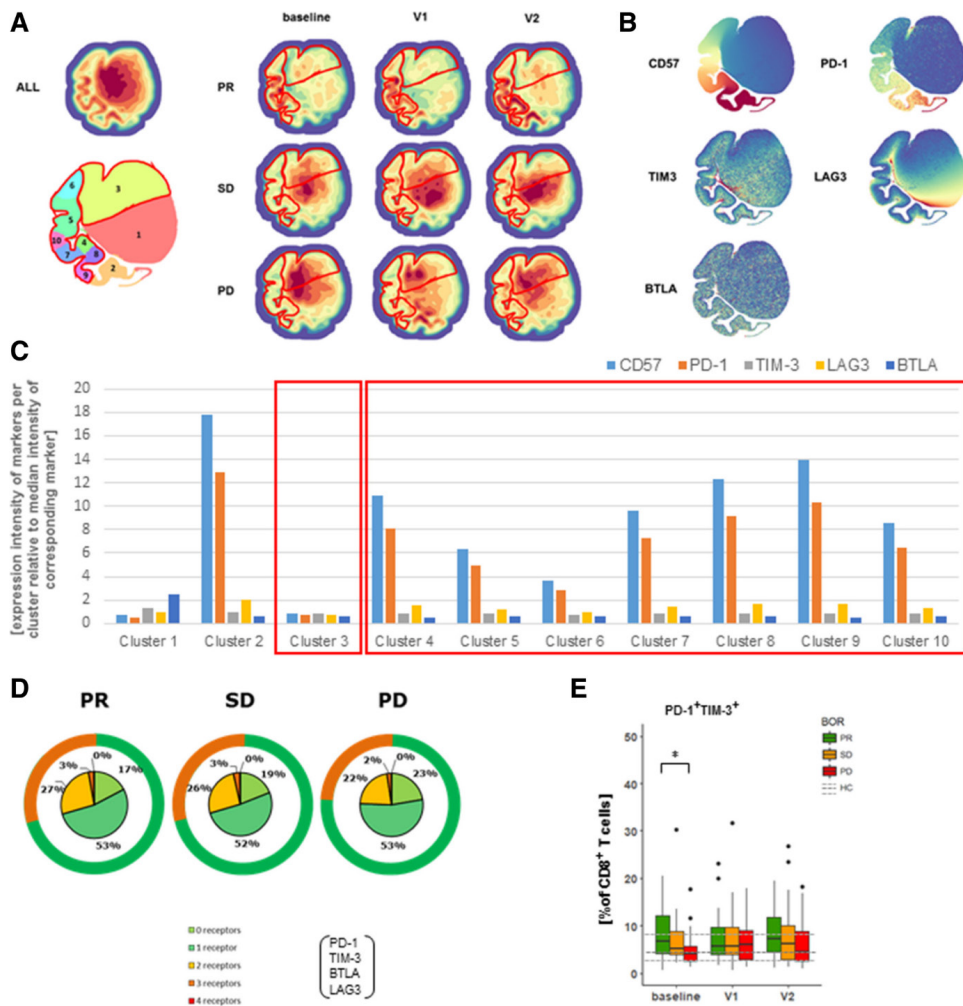 A
baseline V1 V2
ALL
PR
SD
PD
6
3
5
10
4
1
7
8
2
9
B
CD57
PD-1
TIM3
LAG3
BTLA
C
CD57 PD-1 TIM-3 LAG3 BTLA
[expression intensity of markers per
cluster relative to median intensity of
corresponding marker]
20
18
16
14
12
10
8
6
4
2
0
Cluster 1 Cluster 2 Cluster 3 Cluster 4 Cluster 5 Cluster 6 Cluster 7 Cluster 8 Cluster 9 Cluster 10
D
PR SD PD
0% 17% 53% 27% 3%
0% 19% 52% 26% 3%
0% 23% 53% 22% 2%
0 receptors
1 receptor
2 receptors
3 receptors
4 receptors
PD-1
TIM-3
BTLA
LAG3
E
PD-1+TIM-3+
[% of CD8+ T cells]
50
40
30
20
10
0
*
baseline V1 V2
BOR
PR
SD
PD
HC